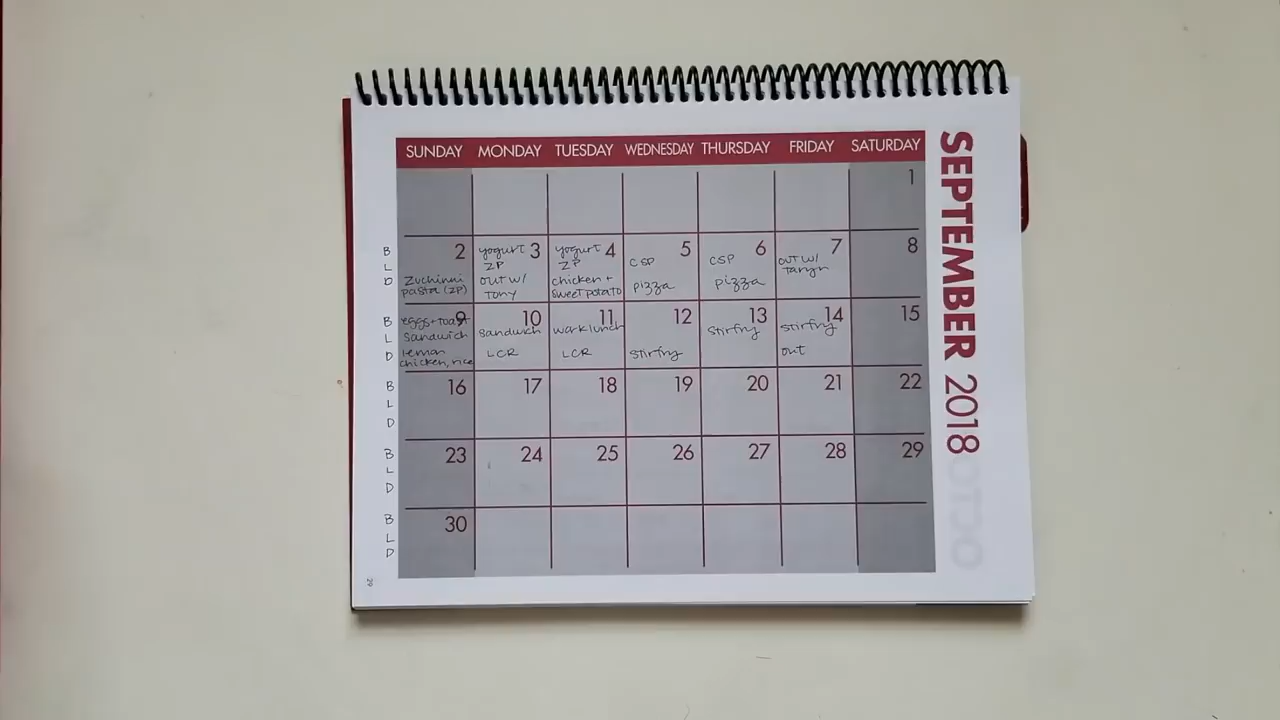 SUNDAY MONDAY TUESDAY WEDNESDAY THURSDAY FRIDAY SATURDAY
1
B 2 yogurt 3 yogurt 4 5 6 7 8
L ZP ZP CSP CSP out w/
D Zuchinni out w/ chicken + pizza pizza Taryn
pasta (ZP) Tony sweet potato
B eggs + toast 9 10 11 12 13 14 15
L sandwich sandwich work lunch stirfry stirfry
D lemon LCR LCR stirfry out
chicken, rice
B 16 17 18 19 20 21 22
L
D
B 23 24 25 26 27 28 29
L
D
B 30
L
D
SEPTEMBER 2018